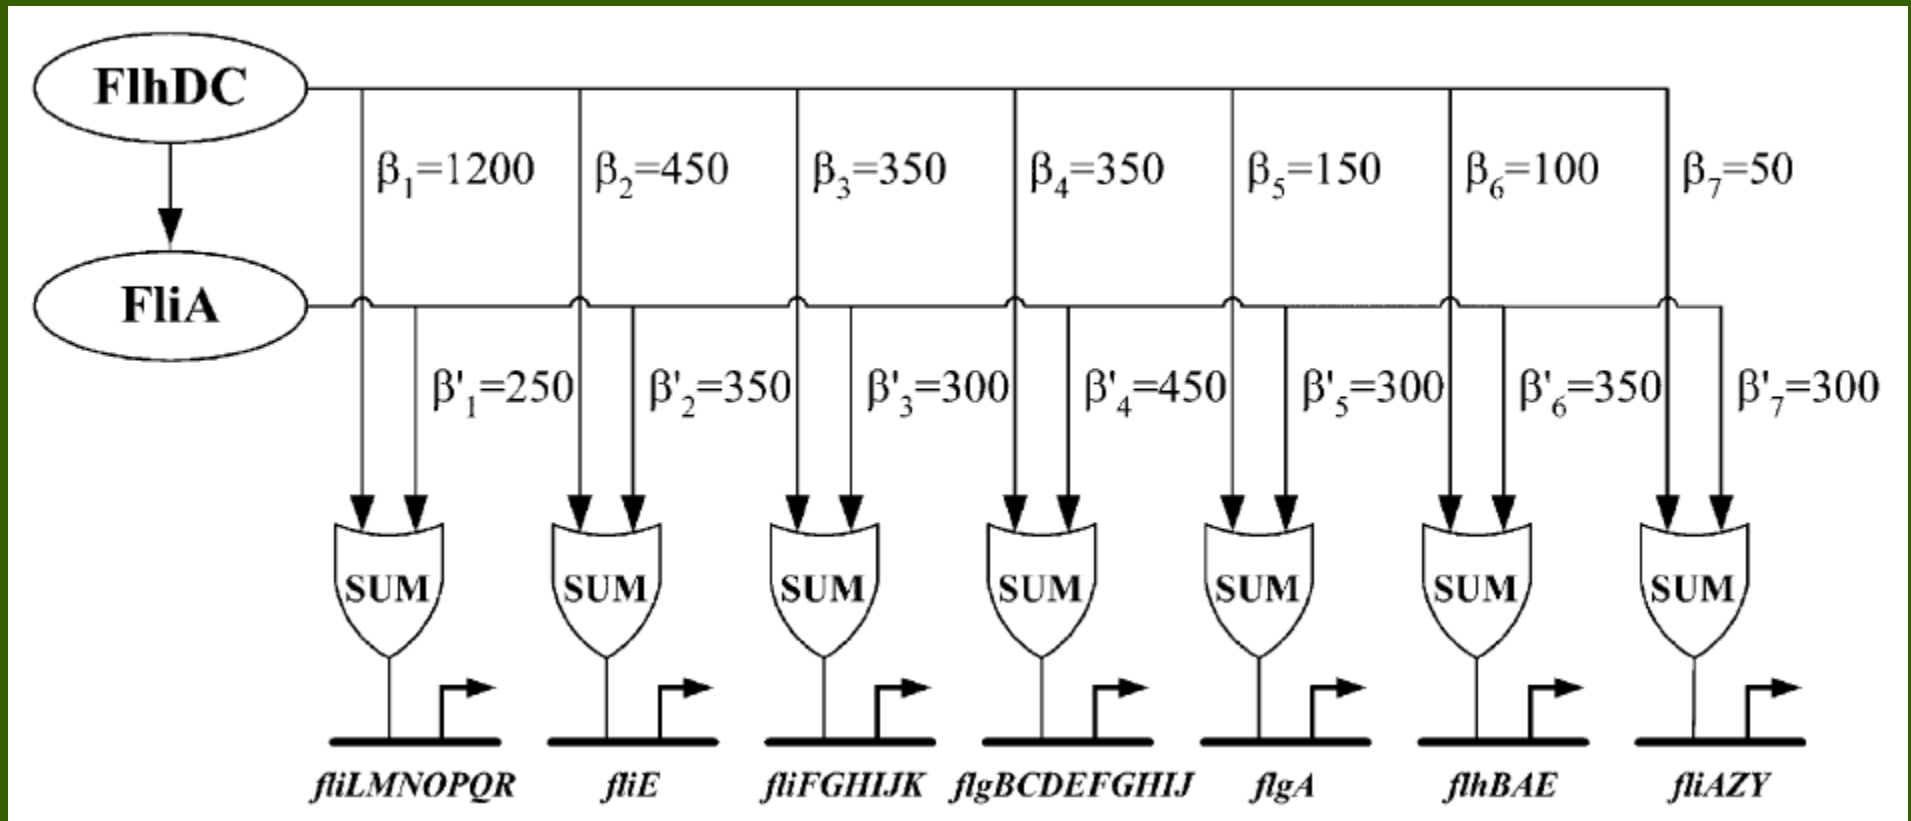 FlhDC
β₁=1200 β₂=450 β₃=350 β₄=350 β₅=150 β₆=100 β₇=50
FliA
β'₁=250 β'₂=350 β'₃=300 β'₄=450 β'₅=300 β'₆=350 β'₇=300
SUM SUM SUM SUM SUM SUM SUM
fliLMNOPQR fliE fliFGHIJK flgBCDEFGHIJ flgA flhBAE fliAZY